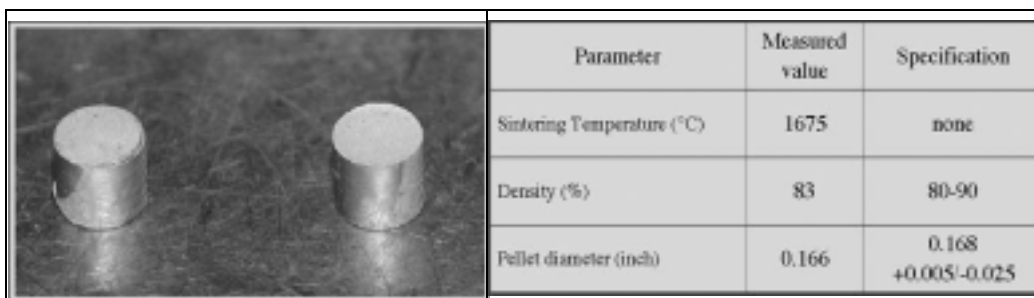 Parameter Measured value Specification
Sintering Temperature (°C) 1675 none
Density (%) 83 80-90
Pellet diameter (inch) 0.166 0.168 +0.005/-0.025